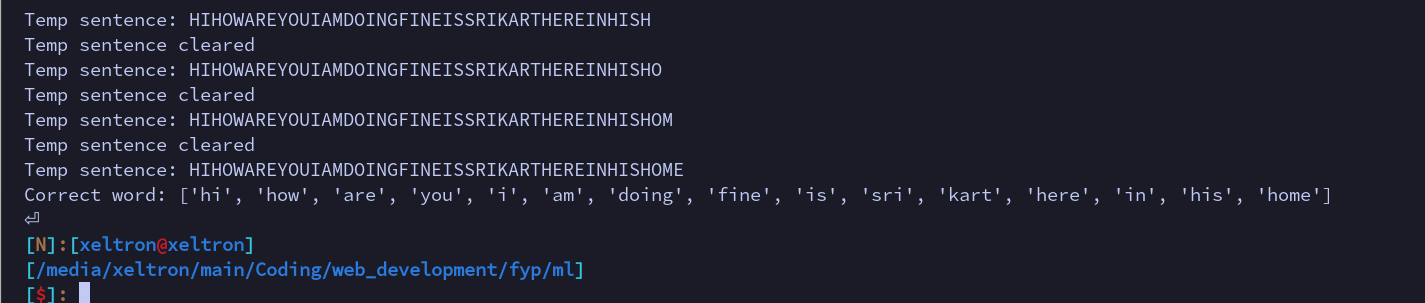 Temp sentence: HIHOWAREYOUIAMDOINGFINEISSRIKARTHEREINHISH
Temp sentence cleared
Temp sentence: HIHOWAREYOUIAMDOINGFINEISSRIKARTHEREINHISHO
Temp sentence cleared
Temp sentence: HIHOWAREYOUIAMDOINGFINEISSRIKARTHEREINHISHOM
Temp sentence cleared
Temp sentence: HIHOWAREYOUIAMDOINGFINEISSRIKARTHEREINHISHOME
Correct word: ['hi', 'how', 'are', 'you', 'i', 'am', 'doing', 'fine', 'is', 'sri', 'kart', 'here', 'in', 'his', 'home']
⏎
[N]:[xeltron@xeltron]
[/media/xeltron/main/Coding/web_development/fyp/ml]
[$]: